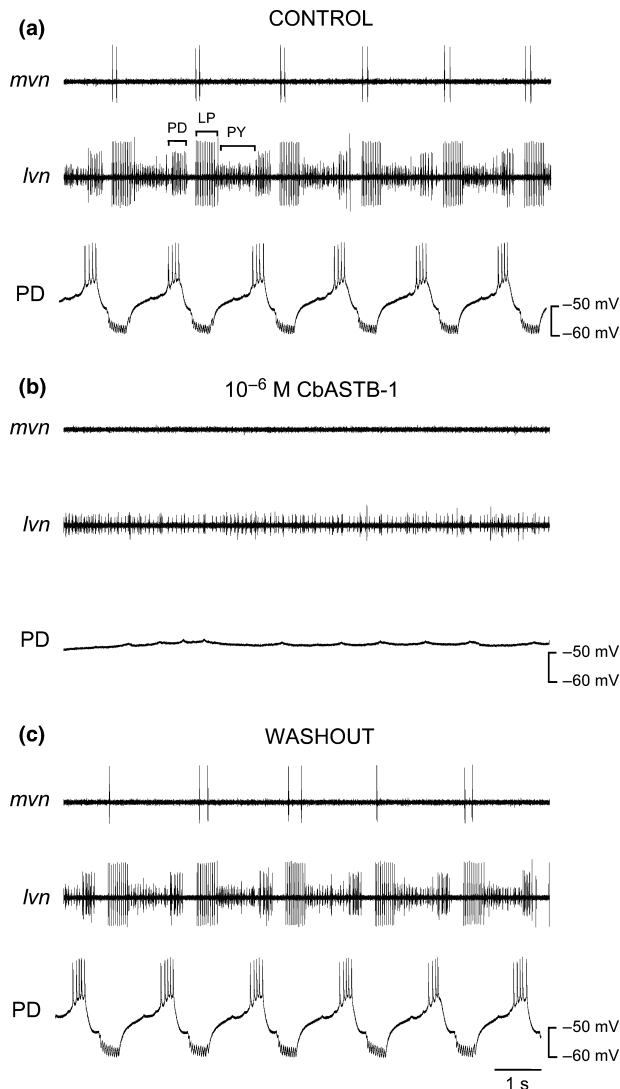 (a) CONTROL
mvn
PD LP PY
lvn
PD
–50 mV
–60 mV
(b) 10⁻⁶ M CbASTB-1
mvn
lvn
PD
–50 mV
–60 mV
(c) WASHOUT
mvn
lvn
PD
–50 mV
–60 mV
1 s